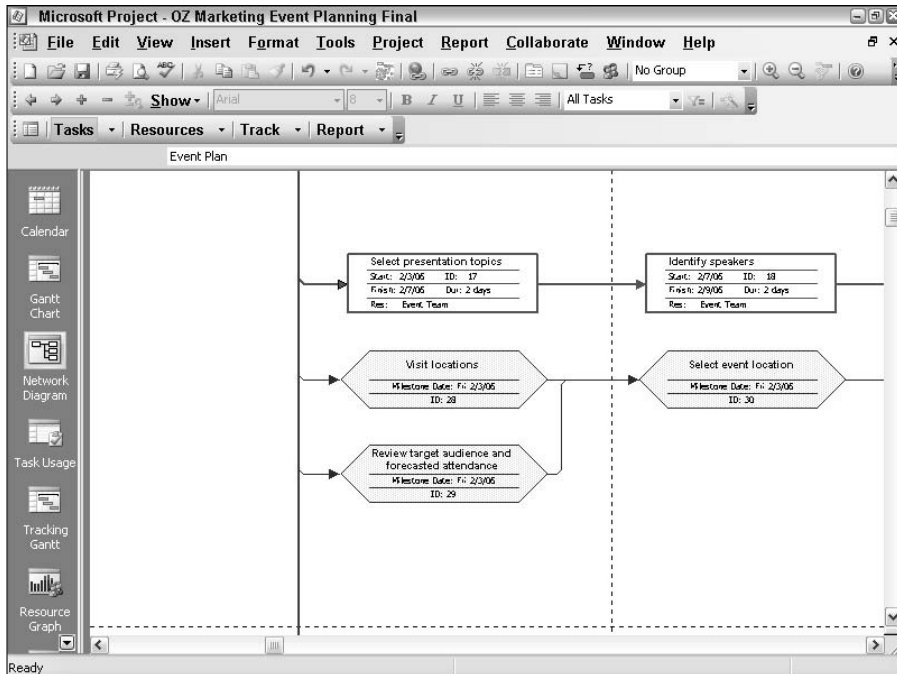 Microsoft Project - OZ Marketing Event Planning Final
File Edit View Insert Format Tools Project Report Collaborate Window Help
No Group
Show Arial 8 B I U All Tasks
Tasks Resources Track Report
Event Plan
Calendar
Gantt
Chart
Network
Diagram
Task Usage
Tracking
Gantt
Resource
Graph
Select presentation topics
Start: 2/3/06 ID: 17
Finish: 2/7/06 Dur: 2 days
Res: Event Team
Identify speakers
Start: 2/7/06 ID: 18
Finish: 2/9/06 Dur: 2 days
Res: Event Team
Visit locations
Milestone Date: Fri 2/3/06
ID: 28
Select event location
Milestone Date: Fri 2/3/06
ID: 30
Review target audience and
forecasted attendance
Milestone Date: Fri 2/3/06
ID: 29
Ready